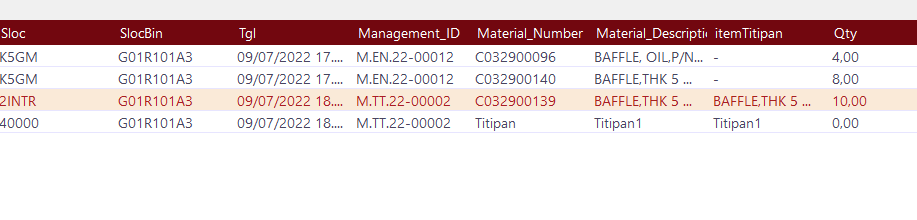 Sloc SlocBin Tgl Management_ID Material_Number Material_Descriptic itemTitipan Qty
K5GM G01R101A3 09/07/2022 17.... M.EN.22-00012 C032900096 BAFFLE, OIL,P/N... - 4,00
K5GM G01R101A3 09/07/2022 17.... M.EN.22-00012 C032900140 BAFFLE,THK 5 ... - 8,00
2INTR G01R101A3 09/07/2022 18.... M.TT.22-00002 C032900139 BAFFLE,THK 5 ... BAFFLE,THK 5 ... 10,00
40000 G01R101A3 09/07/2022 18.... M.TT.22-00002 Titipan Titipan1 Titipan1 0,00